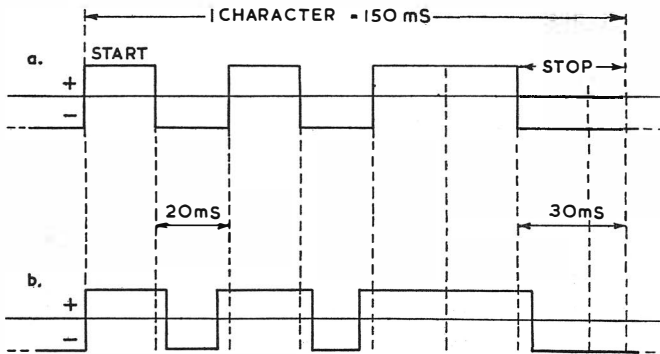 1 CHARACTER = 150 mS
a.
START
STOP
+
−
20mS
30mS
b.
+
−